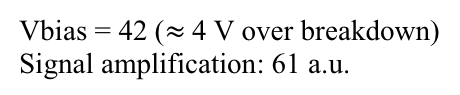 Vbias = 42 (≈ 4 V over breakdown)
Signal amplification: 61 a.u.